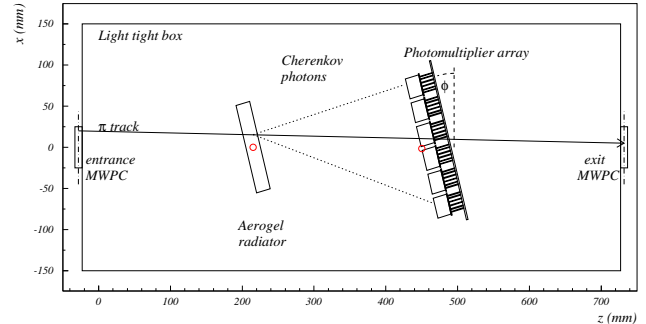 x (mm)
150
100
50
0
-50
-100
-150
Light tight box
Cherenkov
photons
Photomultiplier array
ϕ
π track
entrance
MWPC
exit
MWPC
Aerogel
radiator
0
100
200
300
400
500
600
700
z (mm)